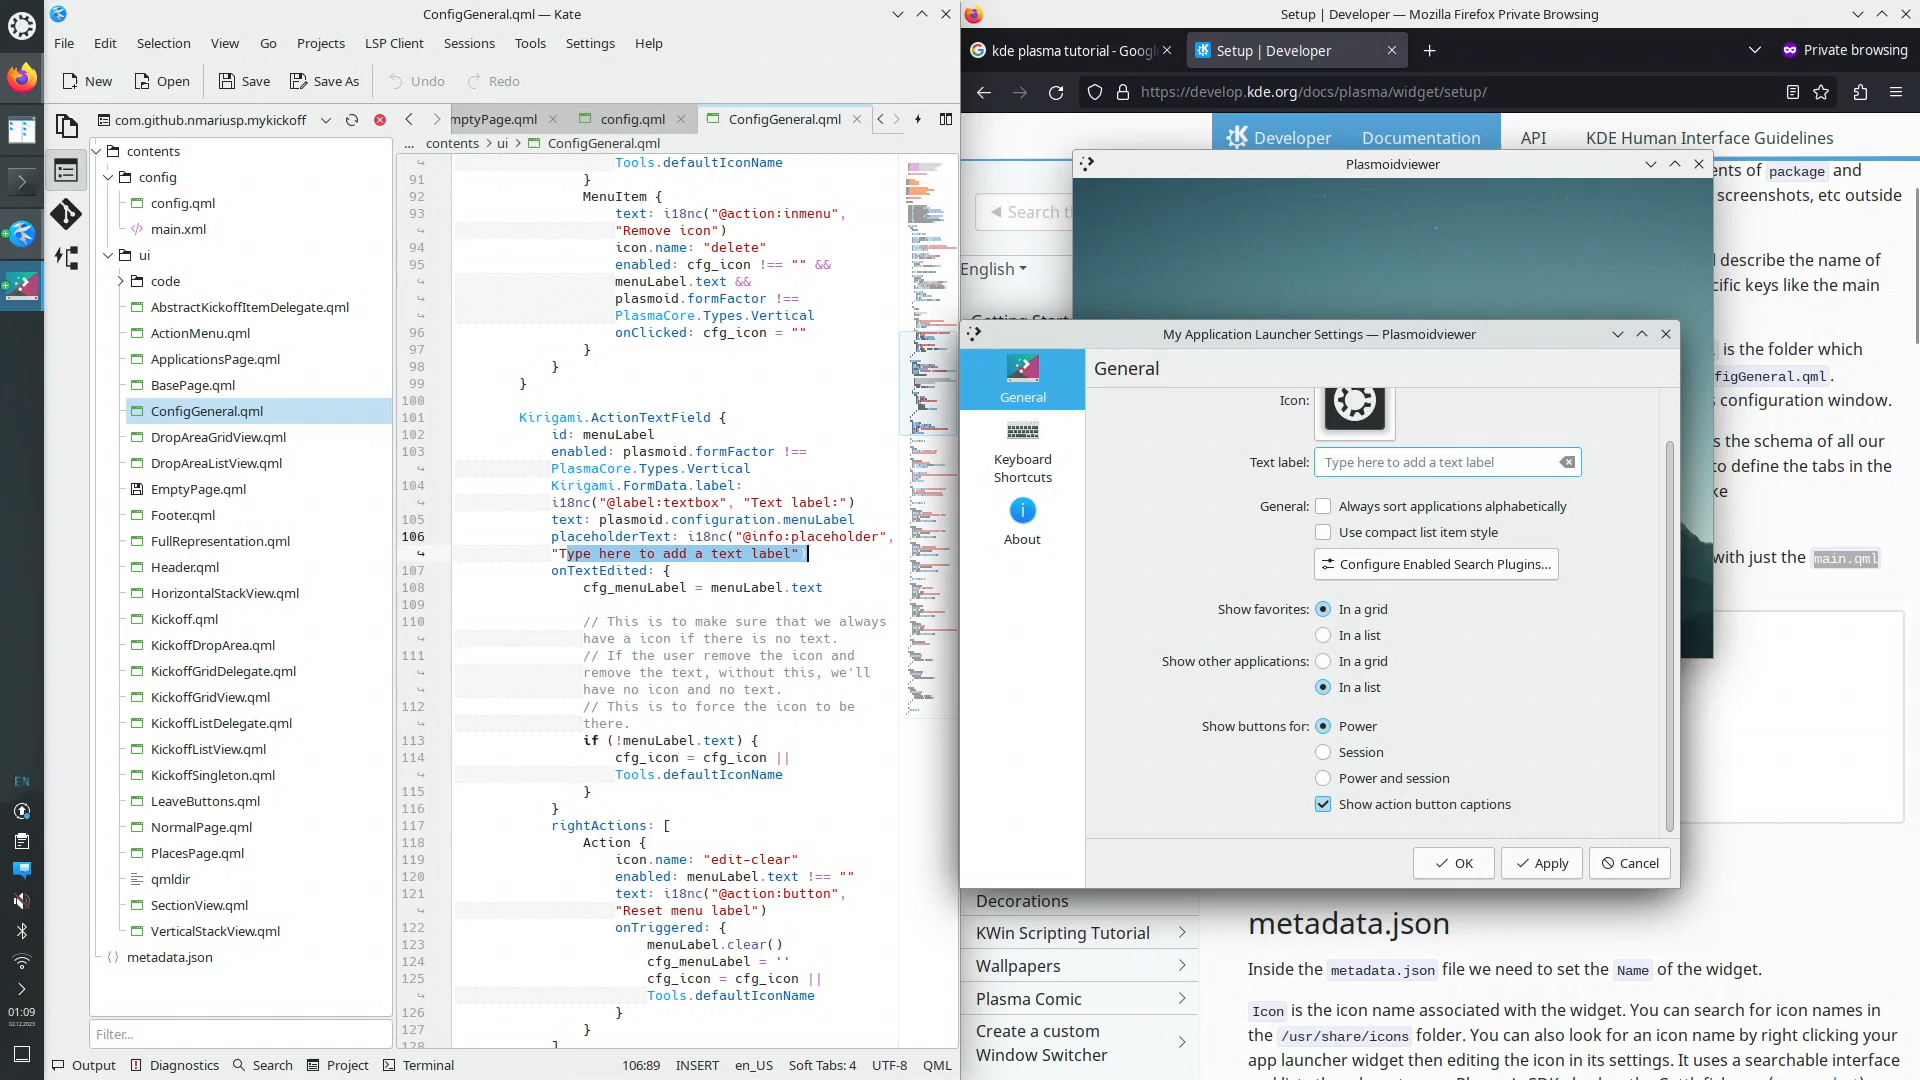 ConfigGeneral.qml — Kate
File Edit Selection View Go Projects LSP Client Sessions Tools Settings Help
New Open Save Save As Undo Redo
com.github.nmariusp.mykickoff
mptyPage.qml config.qml ConfigGeneral.qml
... contents > ui > ConfigGeneral.qml
contents
config
config.qml
main.xml
ui
code
AbstractKickoffItemDelegate.qml
ActionMenu.qml
ApplicationsPage.qml
BasePage.qml
ConfigGeneral.qml
DropAreaGridView.qml
DropAreaListView.qml
EmptyPage.qml
Footer.qml
FullRepresentation.qml
Header.qml
HorizontalStackView.qml
Kickoff.qml
KickoffDropArea.qml
KickoffGridDelegate.qml
KickoffGridView.qml
KickoffListDelegate.qml
KickoffListView.qml
KickoffSingleton.qml
LeaveButtons.qml
NormalPage.qml
PlacesPage.qml
qmldir
SectionView.qml
VerticalStackView.qml
metadata.json
Filter...
Tools.defaultIconName
91 }
92 MenuItem {
93 text: i18nc("@action:inmenu",
"Remove icon")
94 icon.name: "delete"
95 enabled: cfg_icon !== "" &&
menuLabel.text &&
plasmoid.formFactor !==
PlasmaCore.Types.Vertical
96 onClicked: cfg_icon = ""
97 }
98 }
99 }
100
101 Kirigami.ActionTextField {
102 id: menuLabel
103 enabled: plasmoid.formFactor !==
PlasmaCore.Types.Vertical
104 Kirigami.FormData.label:
i18nc("@label:textbox", "Text label:")
105 text: plasmoid.configuration.menuLabel
106 placeholderText: i18nc("@info:placeholder",
"Type here to add a text label")
107 onTextEdited: {
108 cfg_menuLabel = menuLabel.text
109
110 // This is to make sure that we always
have a icon if there is no text.
111 // If the user remove the icon and
remove the text, without this, we'll
have no icon and no text.
112 // This is to force the icon to be
there.
113 if (!menuLabel.text) {
114 cfg_icon = cfg_icon ||
Tools.defaultIconName
115 }
116 }
117 rightActions: [
118 Action {
119 icon.name: "edit-clear"
120 enabled: menuLabel.text !== ""
121 text: i18nc("@action:button",
"Reset menu label")
122 onTriggered: {
123 menuLabel.clear()
124 cfg_menuLabel = ''
125 cfg_icon = cfg_icon ||
Tools.defaultIconName
126 }
127 }
128 ]
Output Diagnostics Search Project Terminal
106:89 INSERT en_US Soft Tabs: 4 UTF-8 QML
EN
01:09
02.12.2023
Setup | Developer — Mozilla Firefox Private Browsing
kde plasma tutorial - Googl Setup | Developer Private browsing
https://develop.kde.org/docs/plasma/widget/setup/
Developer Documentation API KDE Human Interface Guidelines
Search t
English
Getting Start
nts of package and
screenshots, etc outside
describe the name of
cific keys like the main
is the folder which
figGeneral.qml.
s configuration window.
s the schema of all our
to define the tabs in the
ke
with just the main.qml
Plasmoidviewer
My Application Launcher Settings — Plasmoidviewer
General
Keyboard
Shortcuts
About
General
Icon:
Text label: Type here to add a text label
General: Always sort applications alphabetically
Use compact list item style
Configure Enabled Search Plugins...
Show favorites: In a grid
In a list
Show other applications: In a grid
In a list
Show buttons for: Power
Session
Power and session
Show action button captions
OK Apply Cancel
Decorations
KWin Scripting Tutorial
Wallpapers
Plasma Comic
Create a custom
Window Switcher
metadata.json
Inside the metadata.json file we need to set the Name of the widget.
Icon is the icon name associated with the widget. You can search for icon names in
the /usr/share/icons folder. You can also look for an icon name by right clicking your
app launcher widget then editing the icon in its settings. It uses a searchable interface